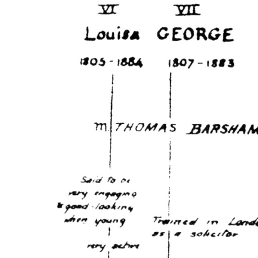 VI VII
Louisa GEORGE
1805-1884 1807-1883
m. THOMAS BARSHAM
Said to be
very engaging
& good-looking
when young
Trained in Lond
as a solicitor
very active